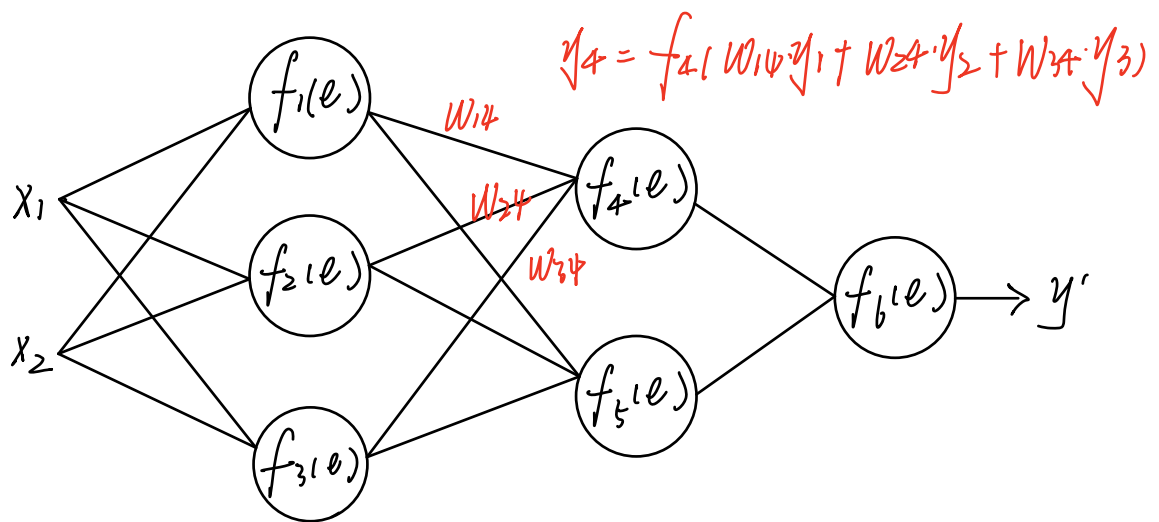 y4 = f4(w14·y1+w24·y2+w34·y3)
f1(e)
w14
f4(e)
x1
w24
f2(e)
w34
f6(e)
y'
x2
f5(e)
f3(e)